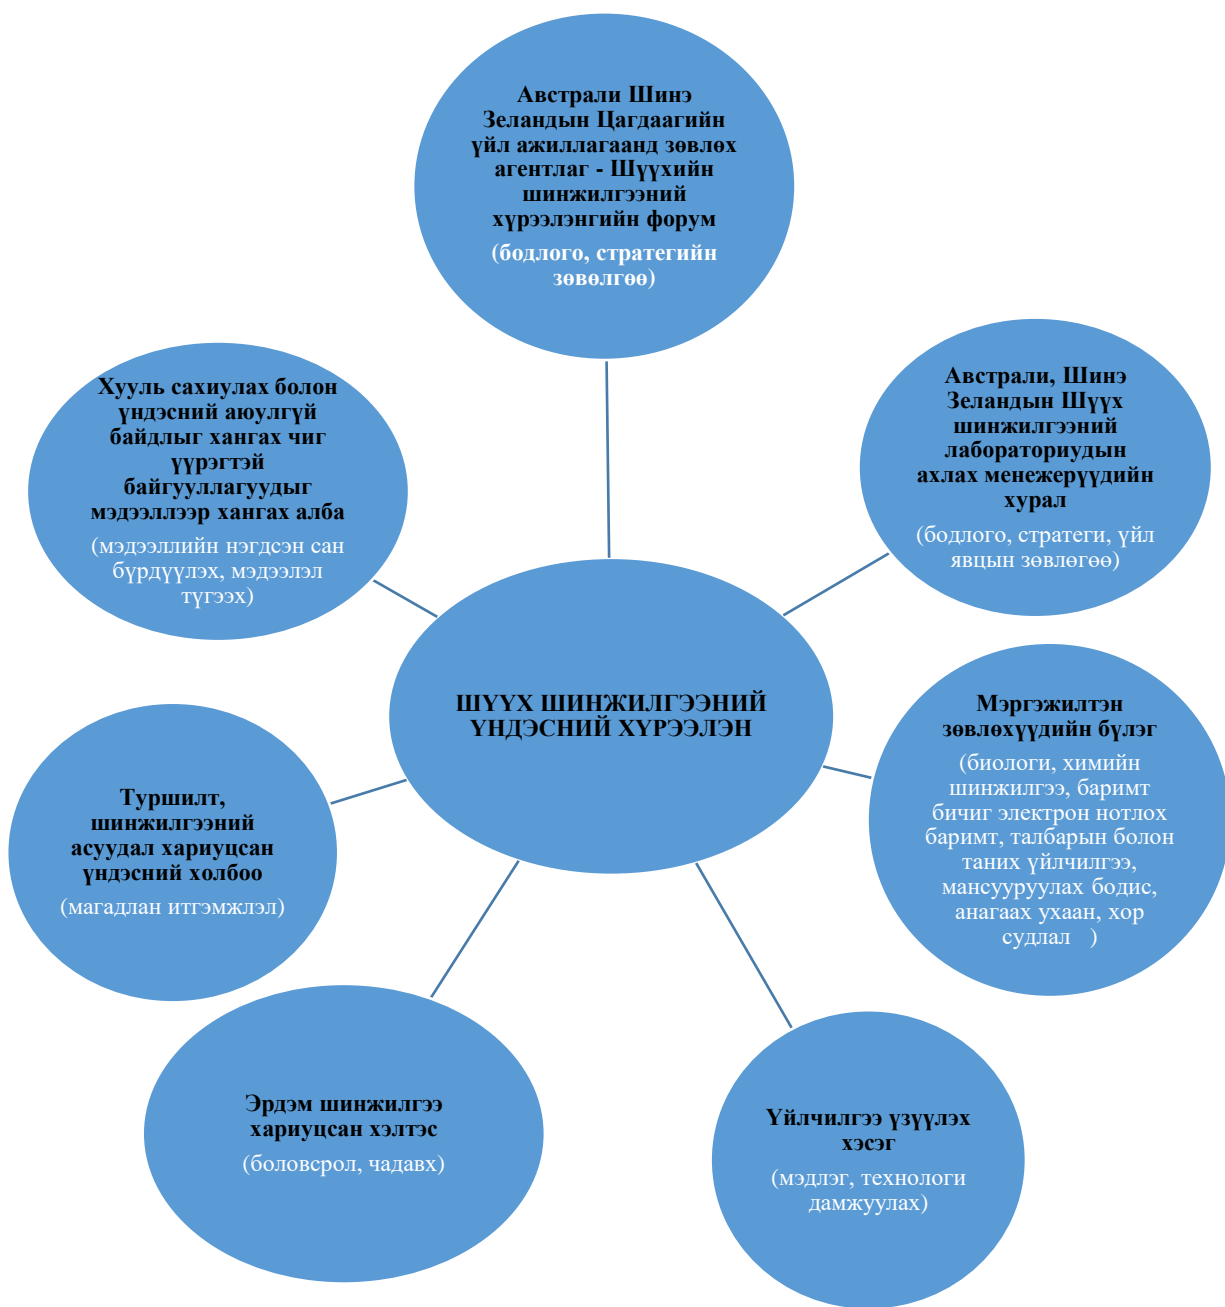 Австрали Шинэ
Зеландын Цагдаагийн
үйл ажиллагаанд зөвлөх
агентлаг - Шүүхийн
шинжилгээний
хүрээлэнгийн форум
(бодлого, стратегийн
зөвөлгөө)
Австрали, Шинэ
Зеландын Шүүх
шинжилгээний
лабораториудын
ахлах менежерүүдийн
хурал
(бодлого, стратеги, үйл
явцын зөвлөгөө)
Хууль сахиулах болон
үндэсний аюулгүй
байдлыг хангах чиг
үүрэгтэй
байгууллагуудыг
мэдээллээр хангах алба
(мэдээллийн нэгдсэн сан
бүрдүүлэх, мэдээлэл
түгээх)
ШҮҮХ ШИНЖИЛГЭЭНИЙ
ҮНДЭСНИЙ ХҮРЭЭЛЭН
Мэргэжилтэн
зөвлөхүүдийн бүлэг
(биологи, химийн
шинжилгээ, баримт
бичиг электрон нотлох
баримт, талбарын болон
таних үйлчилгээ,
мансууруулах бодис,
анагаах ухаан, хор
судлал )
Туршилт,
шинжилгээний
асуудал хариуцсан
үндэсний холбоо
(магадлан итгэмжлэл)
Эрдэм шинжилгээ
хариуцсан хэлтэс
(боловсрол, чадавх)
Үйлчилгээ үзүүлэх
хэсэг
(мэдлэг, технологи
дамжуулах)